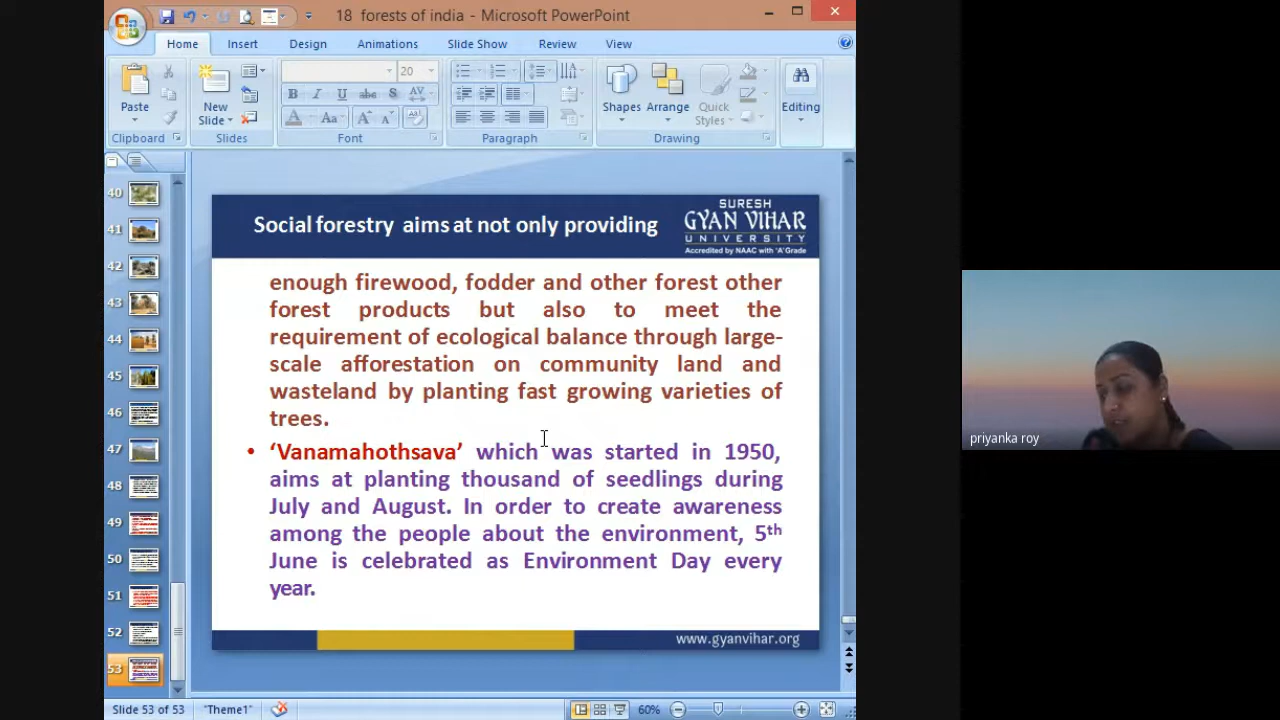 18 forests of india - Microsoft PowerPoint
Home Insert Design Animations Slide Show Review View
20
Paste New Slide Shapes Arrange Quick Styles Editing
B I U abc S AV
A Aa A A
Clipboard Slides Font Paragraph Drawing
40
41
42
43
44
45
46
47
48
49
50
51
52
53
Social forestry aims at not only providing
SURESH
GYAN VIHAR
UNIVERSITY
Accredited by NAAC with 'A' Grade
enough firewood, fodder and other forest other
forest products but also to meet the
requirement of ecological balance through large-
scale afforestation on community land and
wasteland by planting fast growing varieties of
trees.
• ‘Vanamahothsava’ which was started in 1950,
aims at planting thousand of seedlings during
July and August. In order to create awareness
among the people about the environment, 5th
June is celebrated as Environment Day every
year.
www.gyanvihar.org
priyanka roy
Slide 53 of 53 "Theme1" 60%